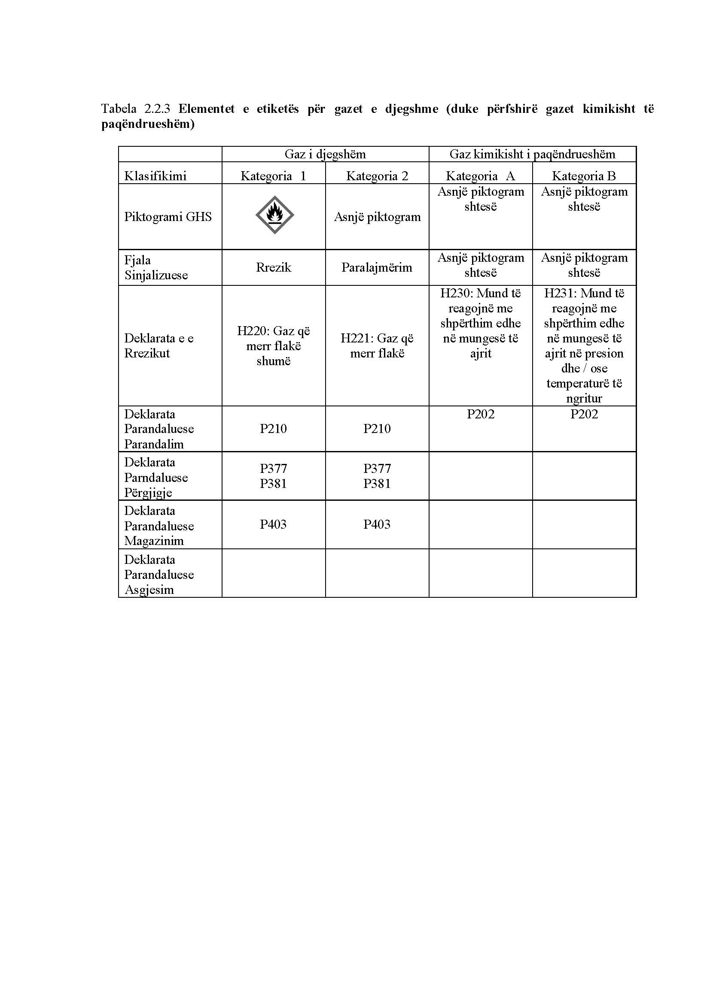 Tabela 2.2.3 Elementet e etiketës për gazet e djegshme (duke përfshirë gazet kimikisht të
paqëndrueshëm)
Gaz i djegshëm
Gaz kimikisht i paqëndrueshëm
Klasifikimi
Kategoria 1
Kategoria 2
Kategoria A
Kategoria B
Piktogrami GHS
Asnjë piktogram
Asnjë piktogram
shtesë
Asnjë piktogram
shtesë
Fjala
Sinjalizuese
Rrezik
Paralajmërim
Asnjë piktogram
shtesë
Asnjë piktogram
shtesë
Deklarata e e
Rrezikut
H220: Gaz që
merr flakë
shumë
H221: Gaz që
merr flakë
H230: Mund të
reagojnë me
shpërthim edhe
në mungesë të
ajrit
H231: Mund të
reagojnë me
shpërthim edhe
në mungesë të
ajrit në presion
dhe / ose
temperaturë të
ngritur
Deklarata
Parandaluese
Parandalim
P210
P210
P202
P202
Deklarata
Parndaluese
Përgjigje
P377
P381
P377
P381
Deklarata
Parandaluese
Magazinim
P403
P403
Deklarata
Parandaluese
Asgjesim